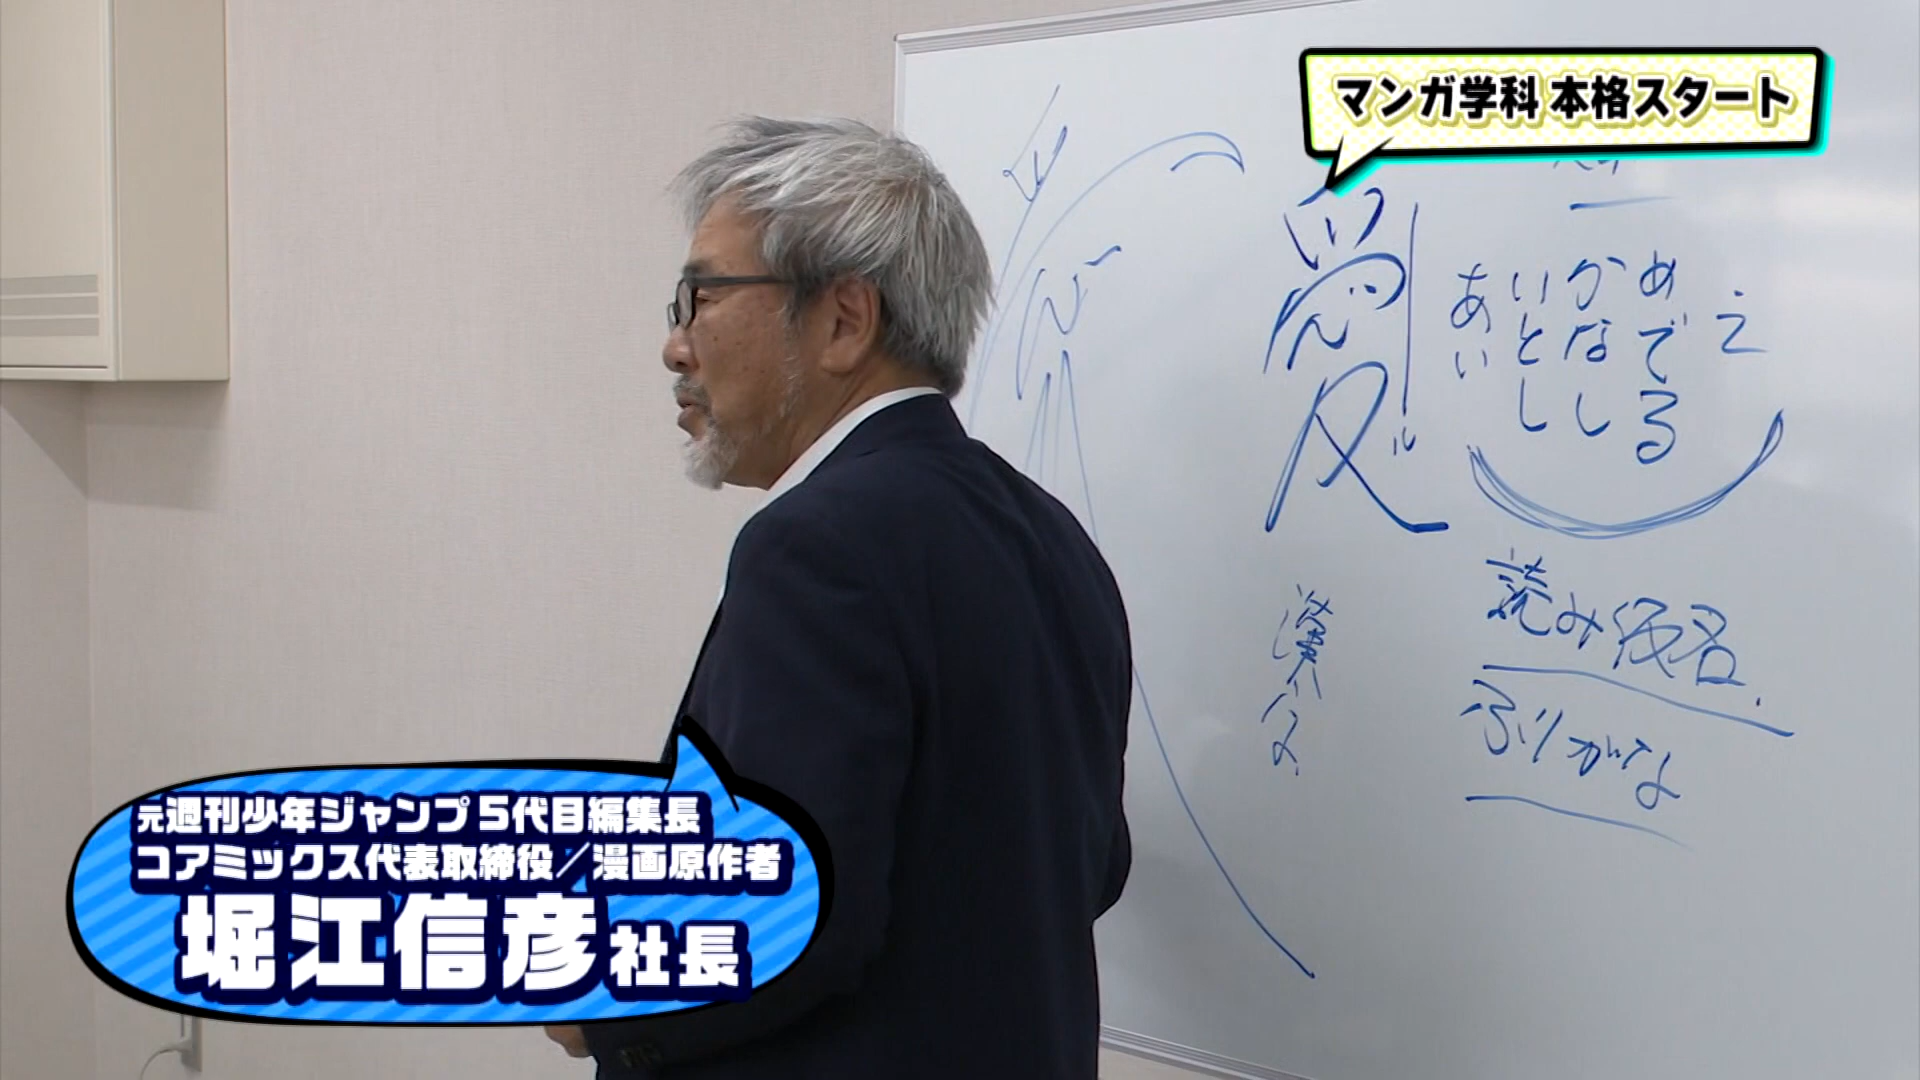 マンガ学科 本格スタート
愛
え
めでる
かなし
いとし
あい
読み仮名
ふりがな
漢
元週刊少年ジャンプ5代目編集長
コアミックス代表取締役／漫画原作者
堀江信彦社長